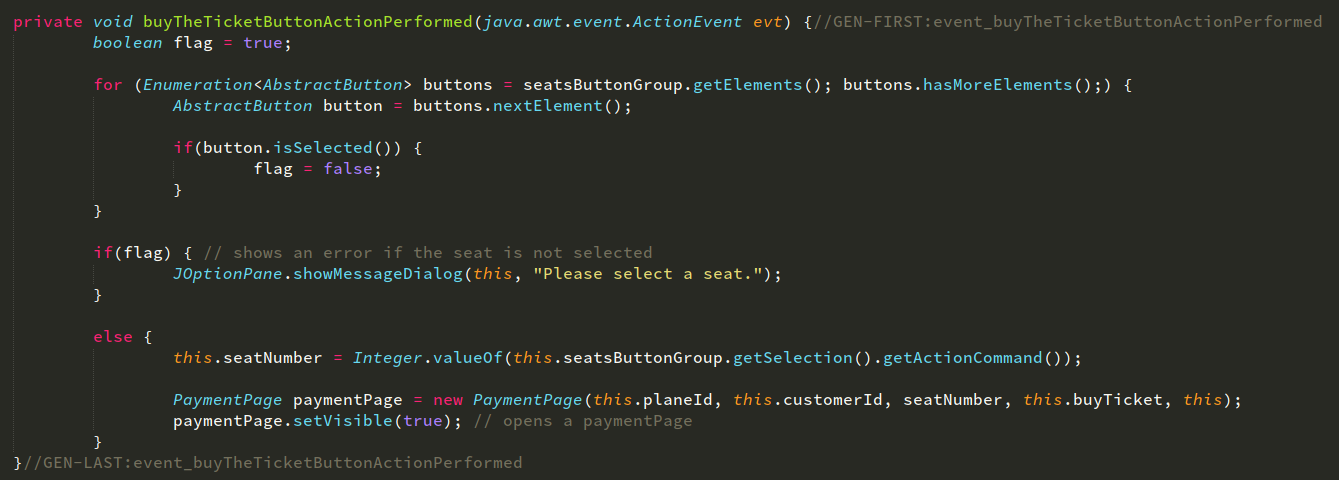 private void buyTheTicketButtonActionPerformed(java.awt.event.ActionEvent evt) {//GEN-FIRST:event_buyTheTicketButtonActionPerformed
boolean flag = true;
for (Enumeration<AbstractButton> buttons = seatsButtonGroup.getElements(); buttons.hasMoreElements();) {
AbstractButton button = buttons.nextElement();
if(button.isSelected()) {
flag = false;
}
}
if(flag) { // shows an error if the seat is not selected
JOptionPane.showMessageDialog(this, "Please select a seat.");
}
else {
this.seatNumber = Integer.valueOf(this.seatsButtonGroup.getSelection().getActionCommand());
PaymentPage paymentPage = new PaymentPage(this.planeId, this.customerId, seatNumber, this.buyTicket, this);
paymentPage.setVisible(true); // opens a paymentPage
}
}//GEN-LAST:event_buyTheTicketButtonActionPerformed